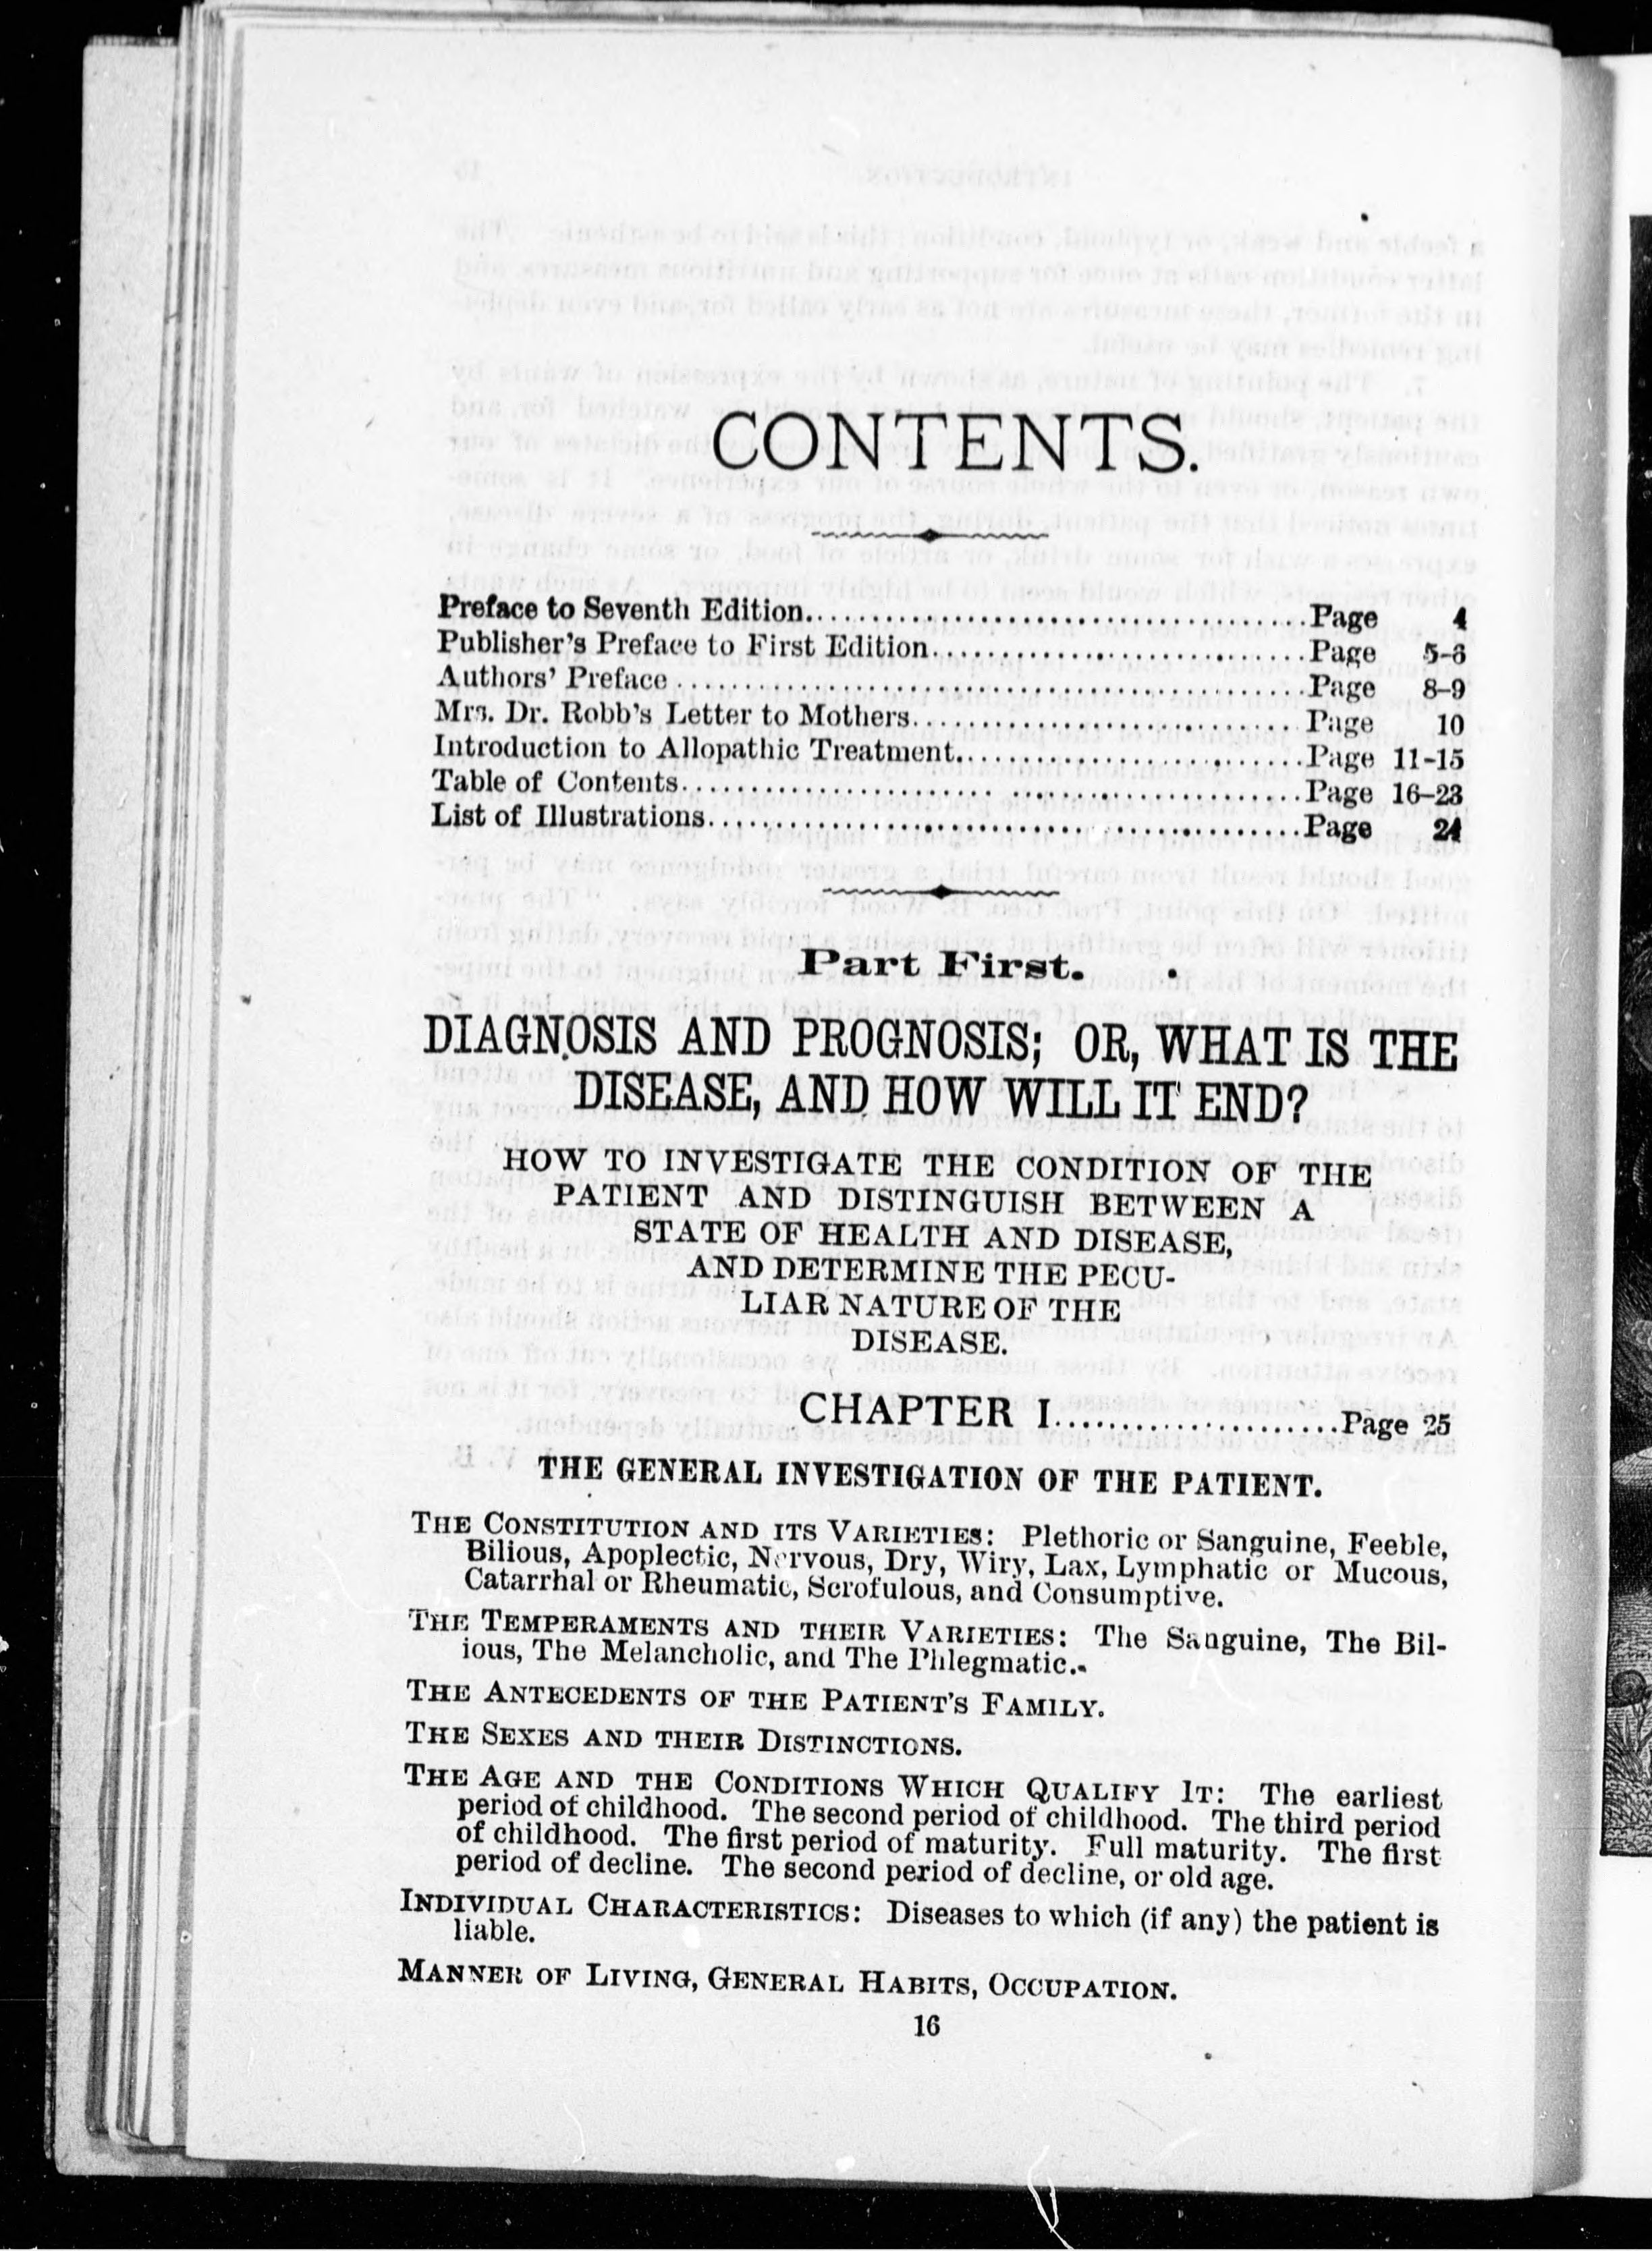 CONTENTS.
Preface to Seventh Edition........................................Page 4
Publisher's Preface to First Edition..............................Page 5-8
Authors' Preface..................................................Page 8-9
Mrs. Dr. Robb's Letter to Mothers.................................Page 10
Introduction to Allopathic Treatment..............................Page 11-15
Table of Contents.................................................Page 16-23
List of Illustrations.............................................Page 24
Part First.
DIAGNOSIS AND PROGNOSIS; OR, WHAT IS THE
DISEASE, AND HOW WILL IT END?
HOW TO INVESTIGATE THE CONDITION OF THE
PATIENT AND DISTINGUISH BETWEEN A
STATE OF HEALTH AND DISEASE,
AND DETERMINE THE PECU-
LIAR NATURE OF THE
DISEASE.
CHAPTER I......................Page 25
THE GENERAL INVESTIGATION OF THE PATIENT.
THE CONSTITUTION AND ITS VARIETIES: Plethoric or Sanguine, Feeble,
Bilious, Apoplectic, Nervous, Dry, Wiry, Lax, Lymphatic or Mucous,
Catarrhal or Rheumatic, Scrofulous, and Consumptive.
THE TEMPERAMENTS AND THEIR VARIETIES: The Sanguine, The Bil-
ious, The Melancholic, and The Phlegmatic.
THE ANTECEDENTS OF THE PATIENT'S FAMILY.
THE SEXES AND THEIR DISTINCTIONS.
THE AGE AND THE CONDITIONS WHICH QUALIFY IT: The earliest
period of childhood. The second period of childhood. The third period
of childhood. The first period of maturity. Full maturity. The first
period of decline. The second period of decline, or old age.
INDIVIDUAL CHARACTERISTICS: Diseases to which (if any) the patient is
liable.
MANNER OF LIVING, GENERAL HABITS, OCCUPATION.
16